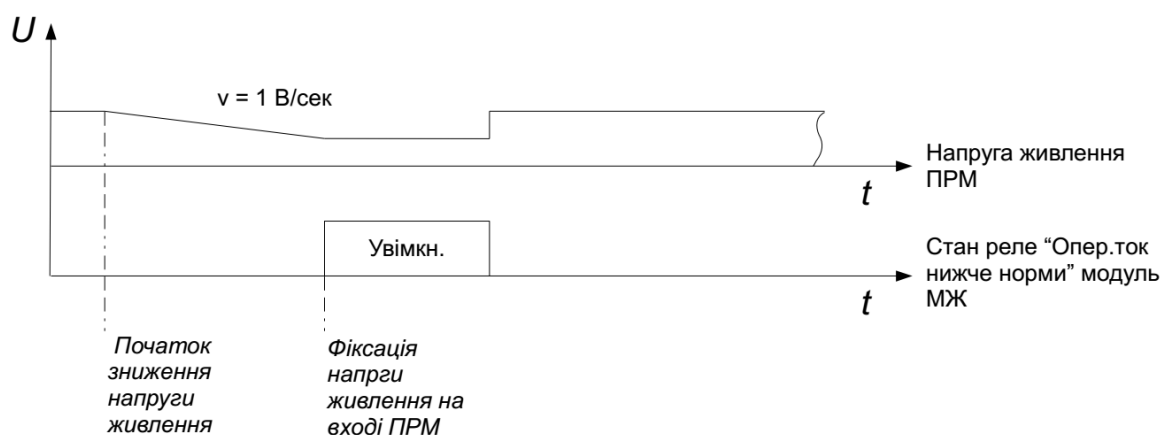 U
v = 1 В/сек
Напруга живлення
ПРМ
t
Увімкн.
Стан реле “Опер.ток
нижче норми” модуль
МЖ
t
Початок
зниження
напруги
живлення
Фіксація
напрги
живлення на
вході ПРМ